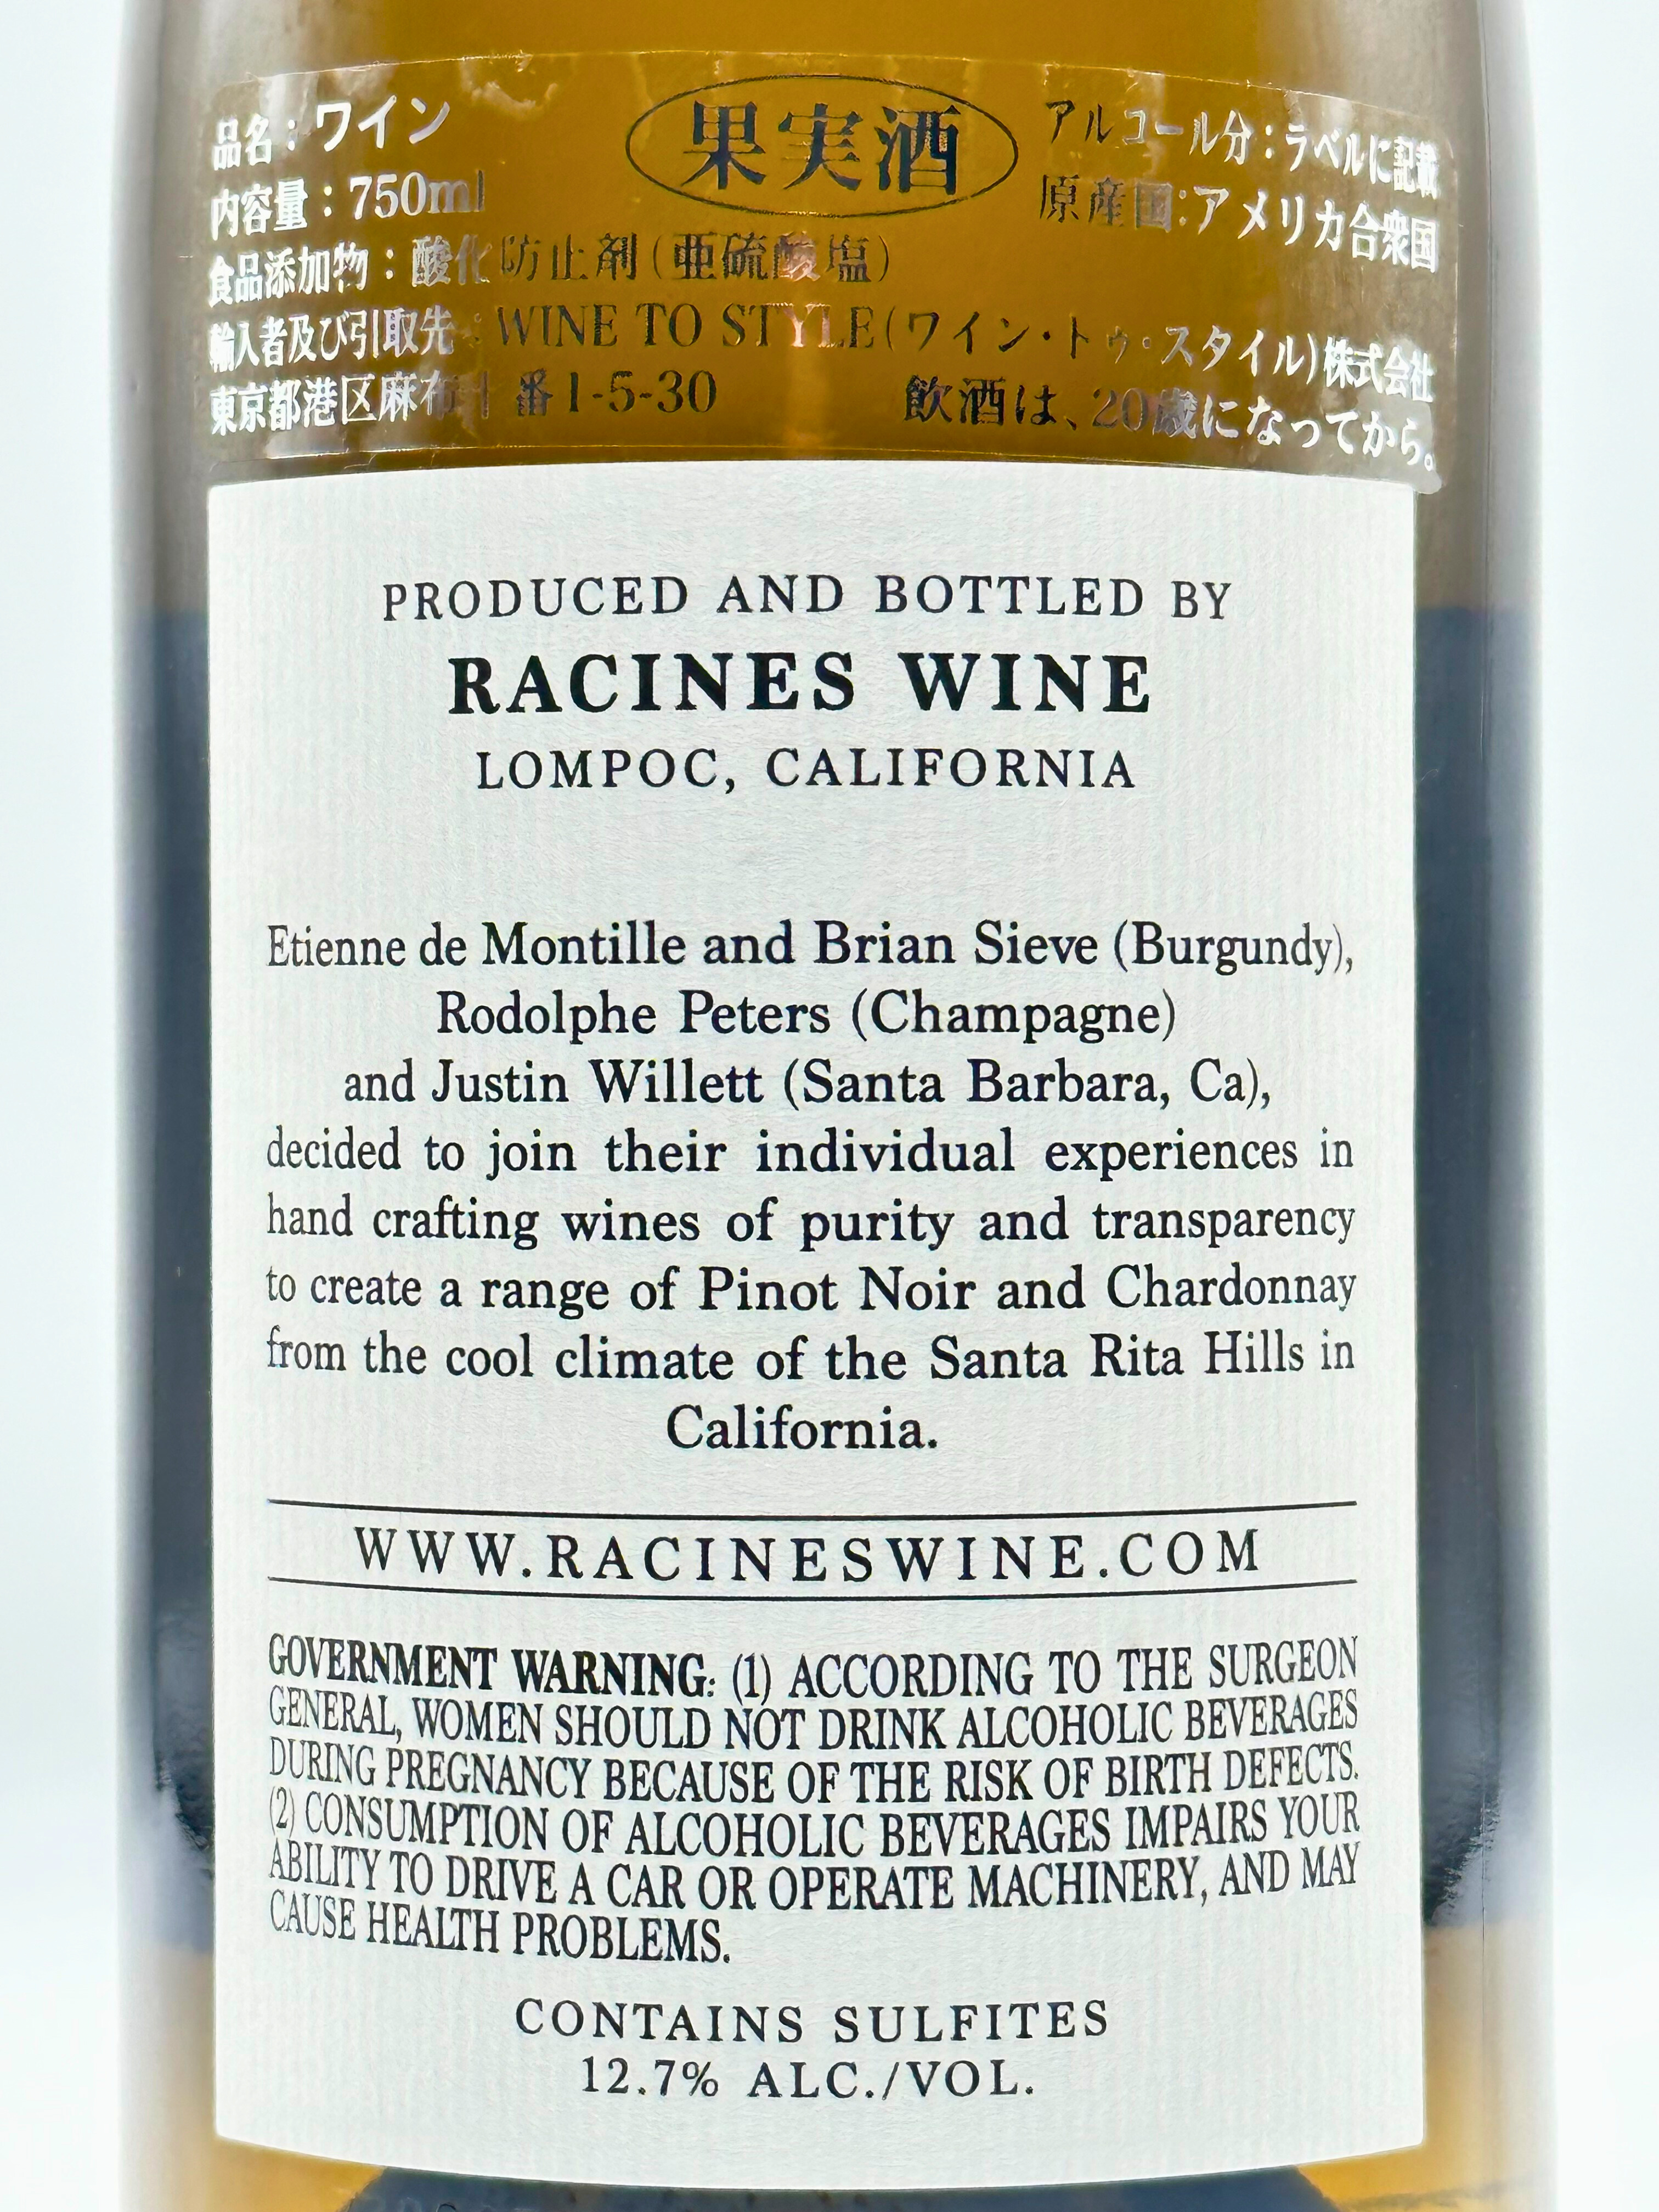 品名：ワイン
内容量：750ml
食品添加物：酸化防止剤(亜硫酸塩)
果実酒
アルコール分：ラベルに記載
原産国:アメリカ合衆国
輸入者及び引取先：WINE TO STYLE(ワイン・トゥ・スタイル)株式会社
東京都港区麻布十番1-5-30
飲酒は、20歳になってから。
PRODUCED AND BOTTLED BY
RACINES WINE
LOMPOC, CALIFORNIA
Etienne de Montille and Brian Sieve (Burgundy),
Rodolphe Peters (Champagne)
and Justin Willett (Santa Barbara, Ca),
decided to join their individual experiences in
hand crafting wines of purity and transparency
to create a range of Pinot Noir and Chardonnay
from the cool climate of the Santa Rita Hills in
California.
WWW.RACINESWINE.COM
GOVERNMENT WARNING: (1) ACCORDING TO THE SURGEON
GENERAL, WOMEN SHOULD NOT DRINK ALCOHOLIC BEVERAGES
DURING PREGNANCY BECAUSE OF THE RISK OF BIRTH DEFECTS.
(2) CONSUMPTION OF ALCOHOLIC BEVERAGES IMPAIRS YOUR
ABILITY TO DRIVE A CAR OR OPERATE MACHINERY, AND MAY
CAUSE HEALTH PROBLEMS.
CONTAINS SULFITES
12.7% ALC./VOL.